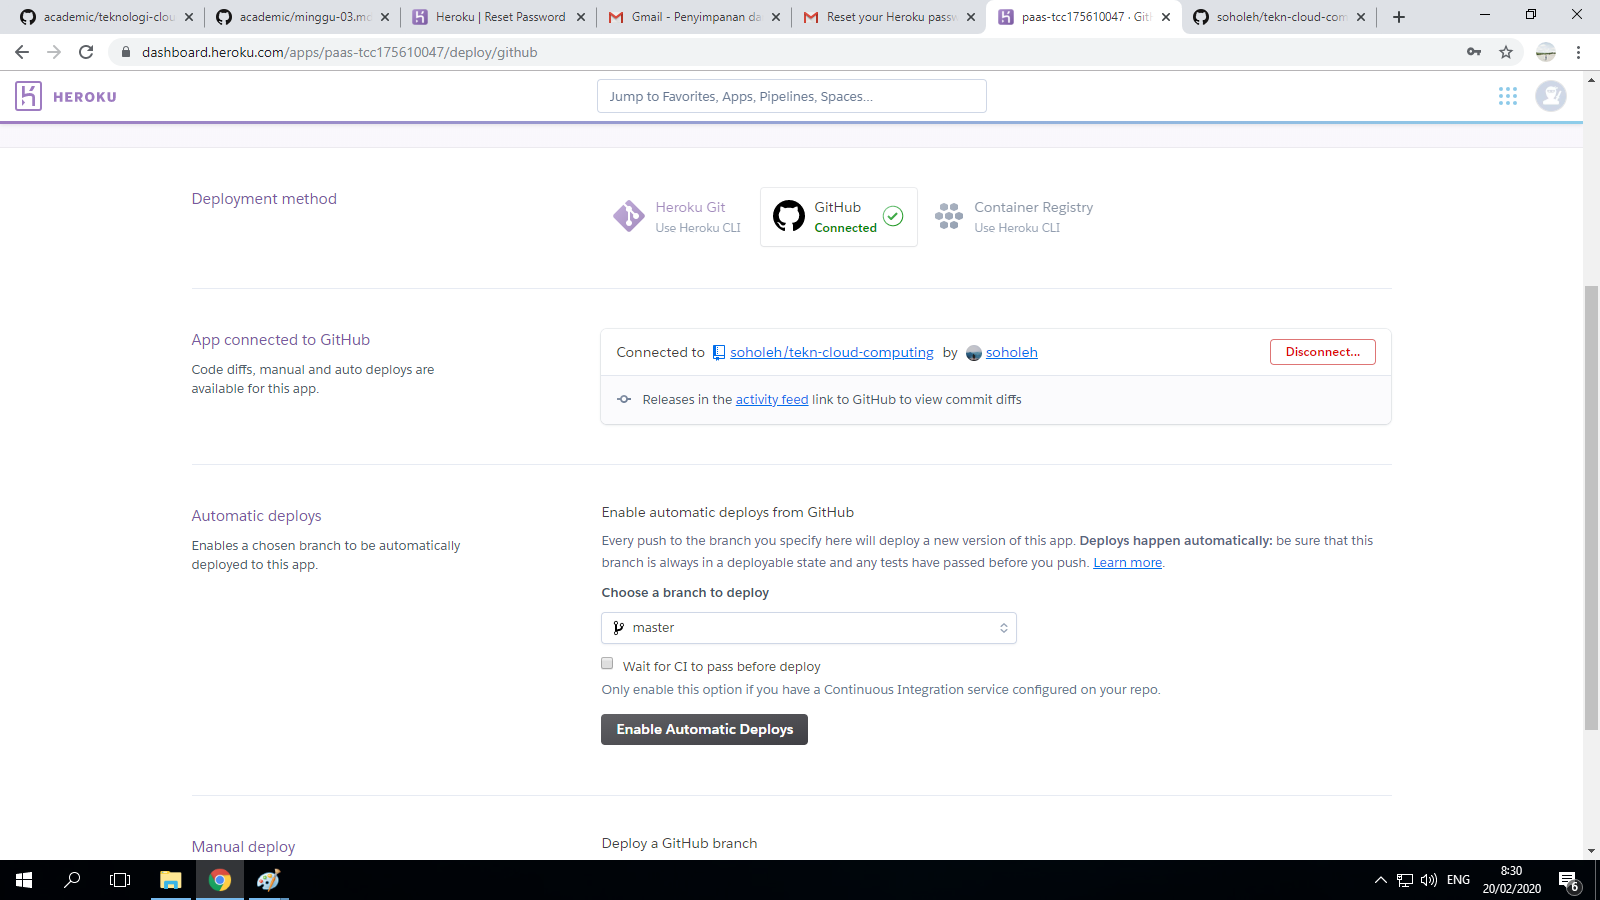 academic/teknologi-clou
academic/minggu-03.md
Heroku | Reset Password
Gmail - Penyimpanan da
Reset your Heroku passw
paas-tcc175610047 · Git
soholeh/tekn-cloud-com
dashboard.heroku.com/apps/paas-tcc175610047/deploy/github
HEROKU
Jump to Favorites, Apps, Pipelines, Spaces...
Deployment method
Heroku Git
Use Heroku CLI
GitHub
Connected
Container Registry
Use Heroku CLI
App connected to GitHub
Code diffs, manual and auto deploys are
available for this app.
Connected to soholeh/tekn-cloud-computing by soholeh
Disconnect...
Releases in the activity feed link to GitHub to view commit diffs
Automatic deploys
Enables a chosen branch to be automatically
deployed to this app.
Enable automatic deploys from GitHub
Every push to the branch you specify here will deploy a new version of this app. Deploys happen automatically: be sure that this
branch is always in a deployable state and any tests have passed before you push. Learn more.
Choose a branch to deploy
master
Wait for CI to pass before deploy
Only enable this option if you have a Continuous Integration service configured on your repo.
Enable Automatic Deploys
Manual deploy
Deploy a GitHub branch
ENG
8:30
20/02/2020
6